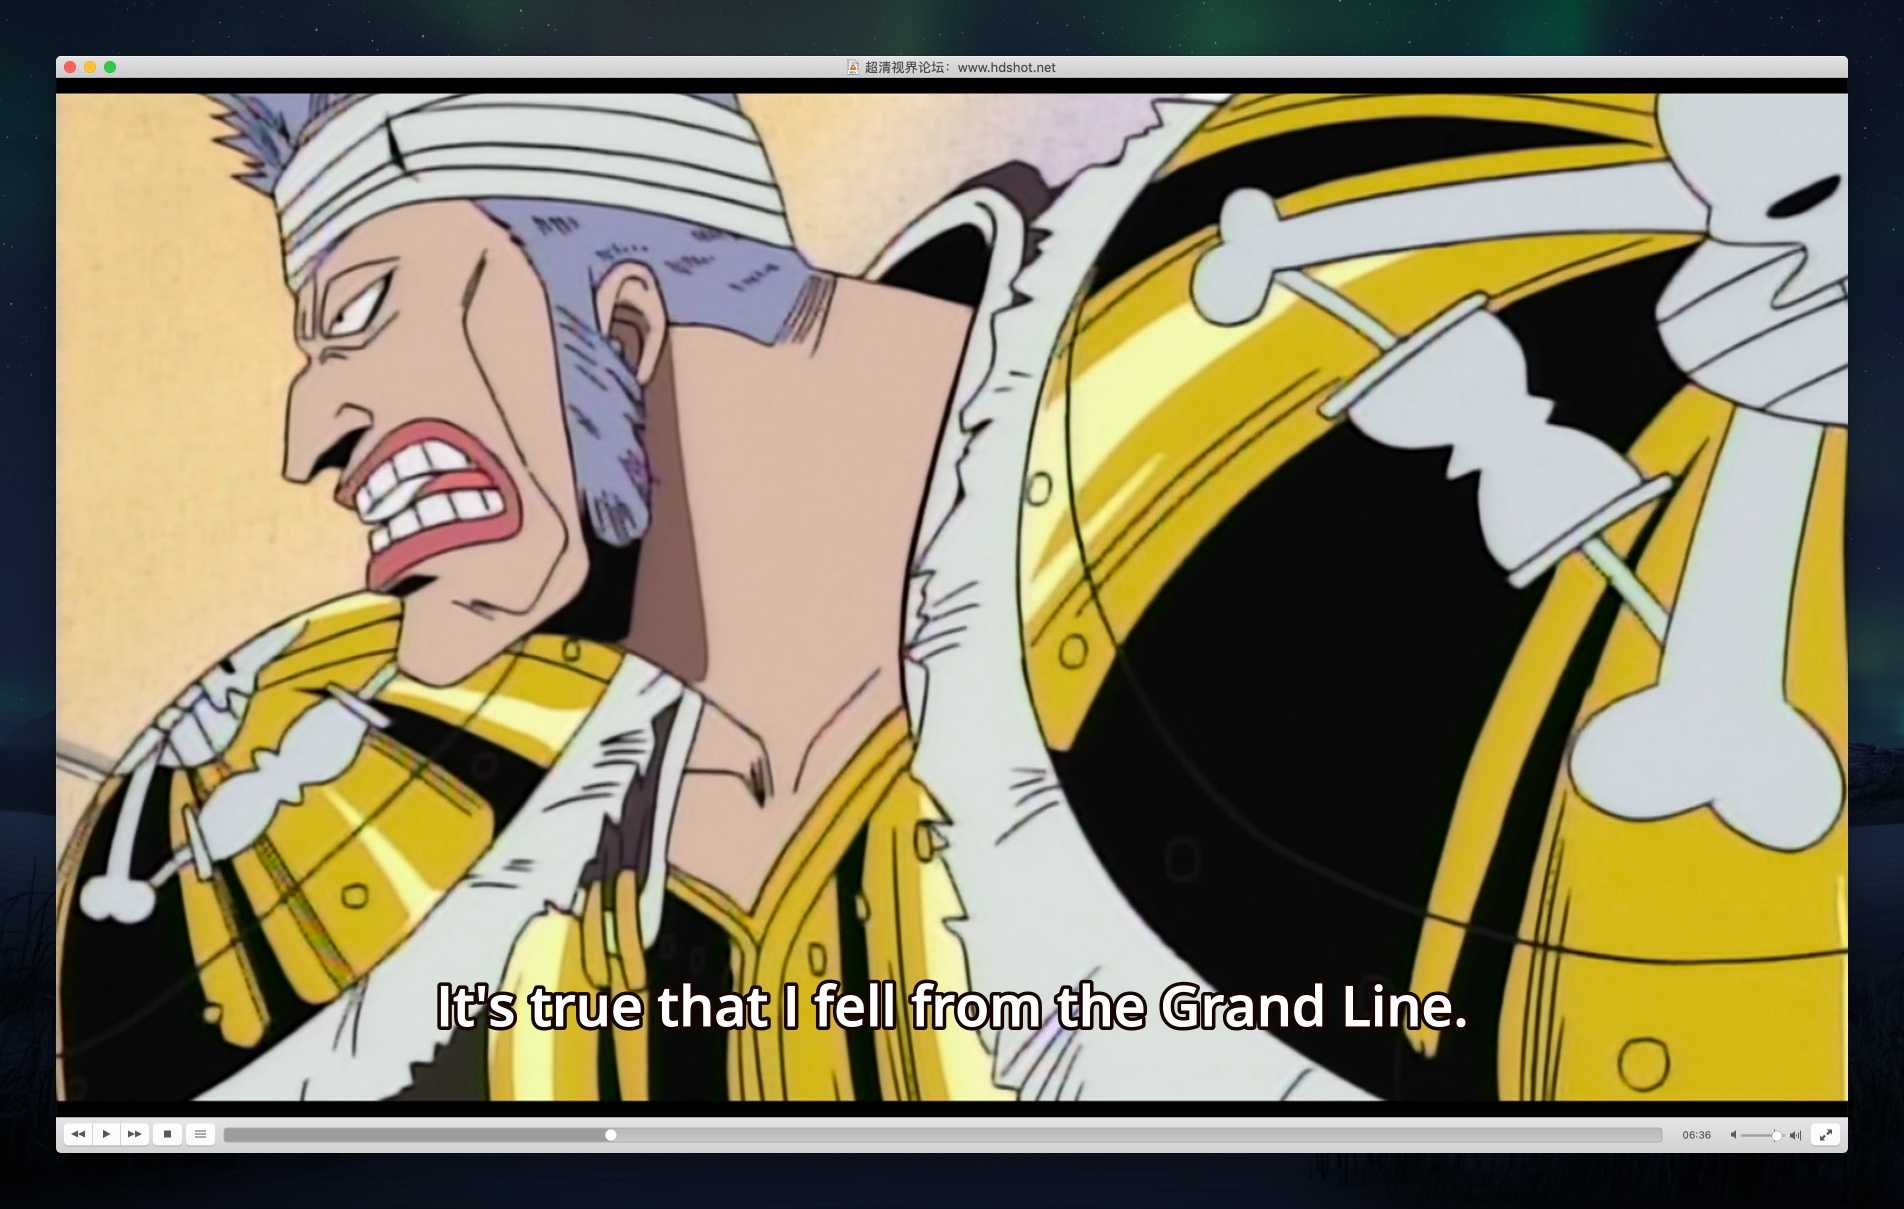 超清视界论坛：www.hdshot.net
It's true that I fell from the Grand Line.
06:36